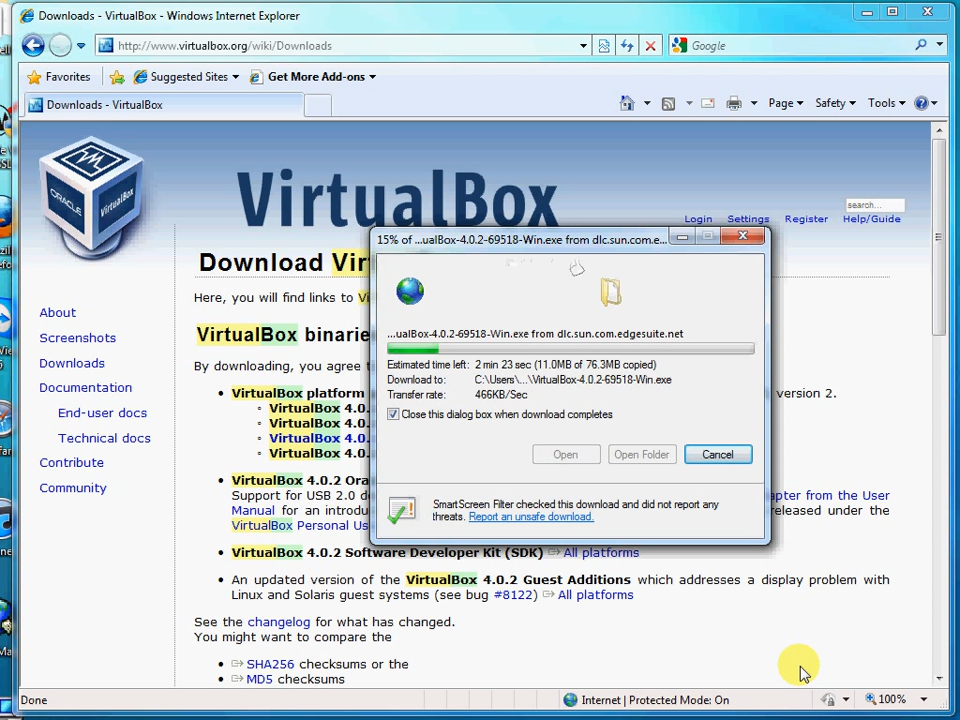 Downloads - VirtualBox - Windows Internet Explorer
http://www.virtualbox.org/wiki/Downloads
Google
Favorites Suggested Sites Get More Add-ons
Downloads - VirtualBox
Page Safety Tools
ORACLE
VirtualBox
VirtualBox
search...
Login Settings Register Help/Guide
15% of ...ualBox-4.0.2-69518-Win.exe from dlc.sun.com.e...
Download Vir
Here, you will find links to Vi
...ualBox-4.0.2-69518-Win.exe from dlc.sun.com.edgesuite.net
Estimated time left: 2 min 23 sec (11.0MB of 76.3MB copied)
Download to: C:\Users\...\VirtualBox-4.0.2-69518-Win.exe
Transfer rate: 466KB/Sec
Close this dialog box when download completes
Open Open Folder Cancel
SmartScreen Filter checked this download and did not report any
threats. Report an unsafe download.
About
Screenshots
Downloads
Documentation
End-user docs
Technical docs
Contribute
Community
VirtualBox binarie
By downloading, you agree t
VirtualBox platform version 2.
VirtualBox 4.0.
VirtualBox 4.0.
VirtualBox 4.0.
VirtualBox 4.0.
VirtualBox 4.0.2 Ora
Support for USB 2.0 d apter from the User
Manual for an introdu released under the
VirtualBox Personal Us
VirtualBox 4.0.2 Software Developer Kit (SDK) All platforms
An updated version of the VirtualBox 4.0.2 Guest Additions which addresses a display problem with
Linux and Solaris guest systems (see bug #8122) All platforms
See the changelog for what has changed.
You might want to compare the
SHA256 checksums or the
MD5 checksums
Done Internet | Protected Mode: On 100%